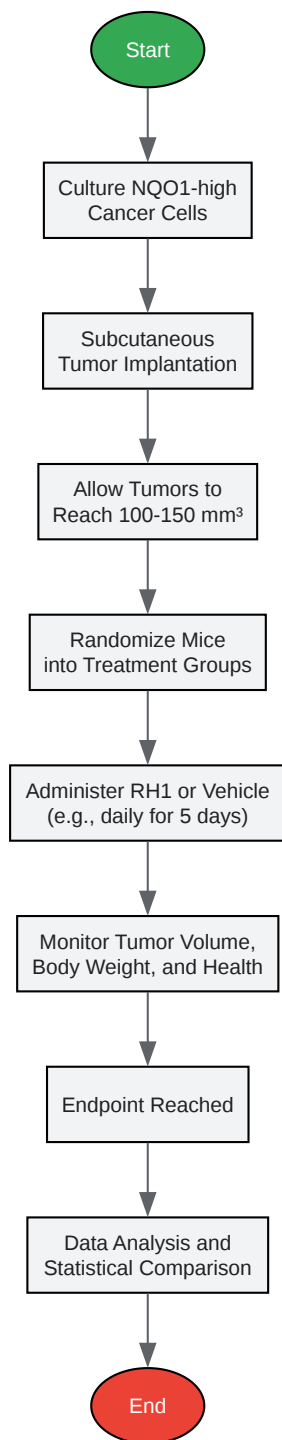 Start
Culture NQO1-high
Cancer Cells
Subcutaneous
Tumor Implantation
Allow Tumors to
Reach 100-150 mm³
Randomize Mice
into Treatment Groups
Administer RH1 or Vehicle
(e.g., daily for 5 days)
Monitor Tumor Volume,
Body Weight, and Health
Endpoint Reached
Data Analysis and
Statistical Comparison
End